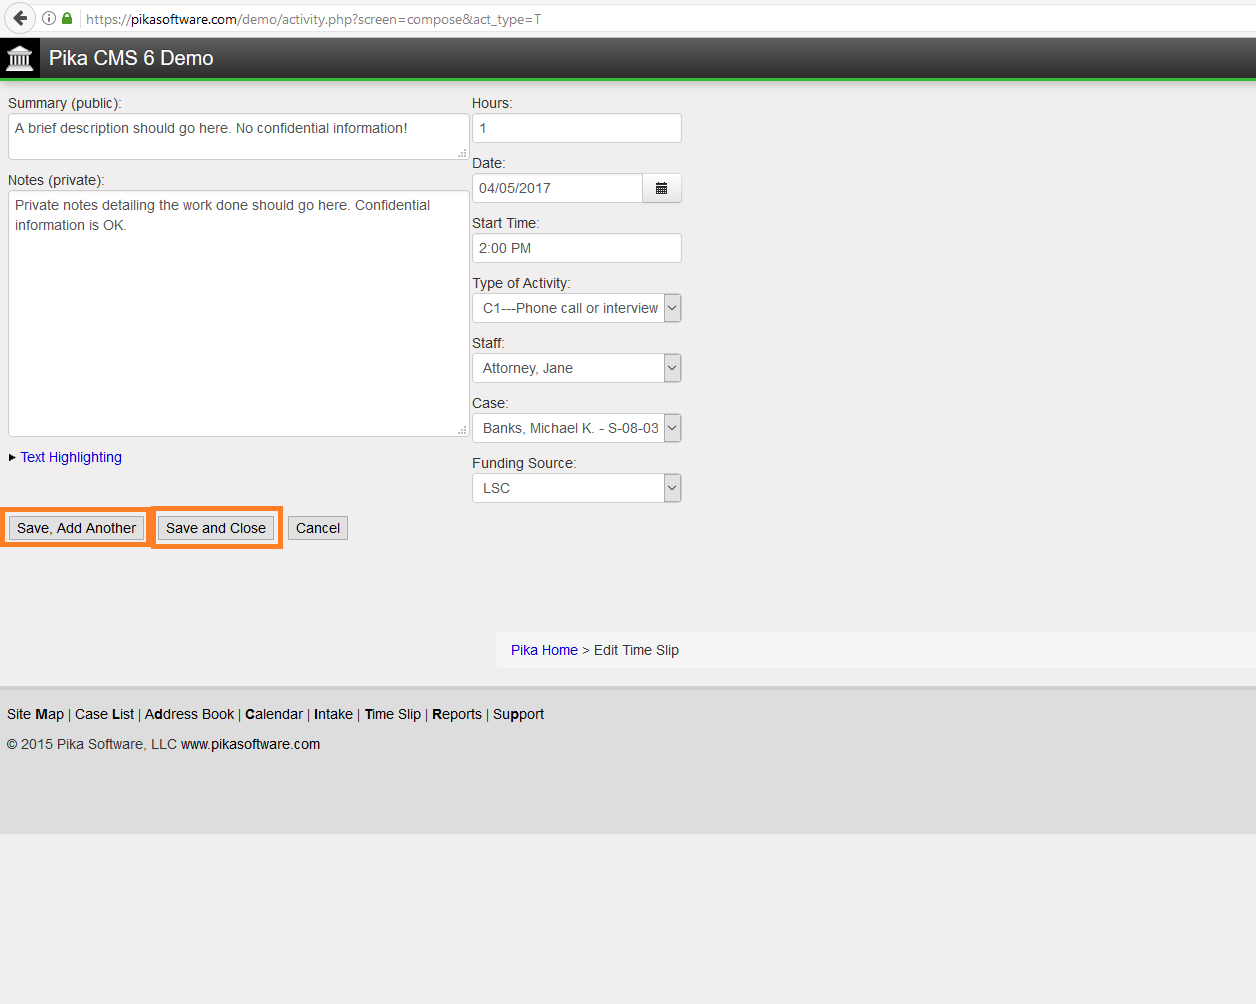 https://pikasoftware.com/demo/activity.php?screen=compose&act_type=T
Pika CMS 6 Demo
Summary (public):
A brief description should go here. No confidential information!
Notes (private):
Private notes detailing the work done should go here. Confidential
information is OK.
Text Highlighting
Hours:
1
Date:
04/05/2017
Start Time:
2:00 PM
Type of Activity:
C1---Phone call or interview
Staff:
Attorney, Jane
Case:
Banks, Michael K. - S-08-03
Funding Source:
LSC
Save, Add Another
Save and Close
Cancel
Pika Home > Edit Time Slip
Site Map | Case List | Address Book | Calendar | Intake | Time Slip | Reports | Support
© 2015 Pika Software, LLC www.pikasoftware.com